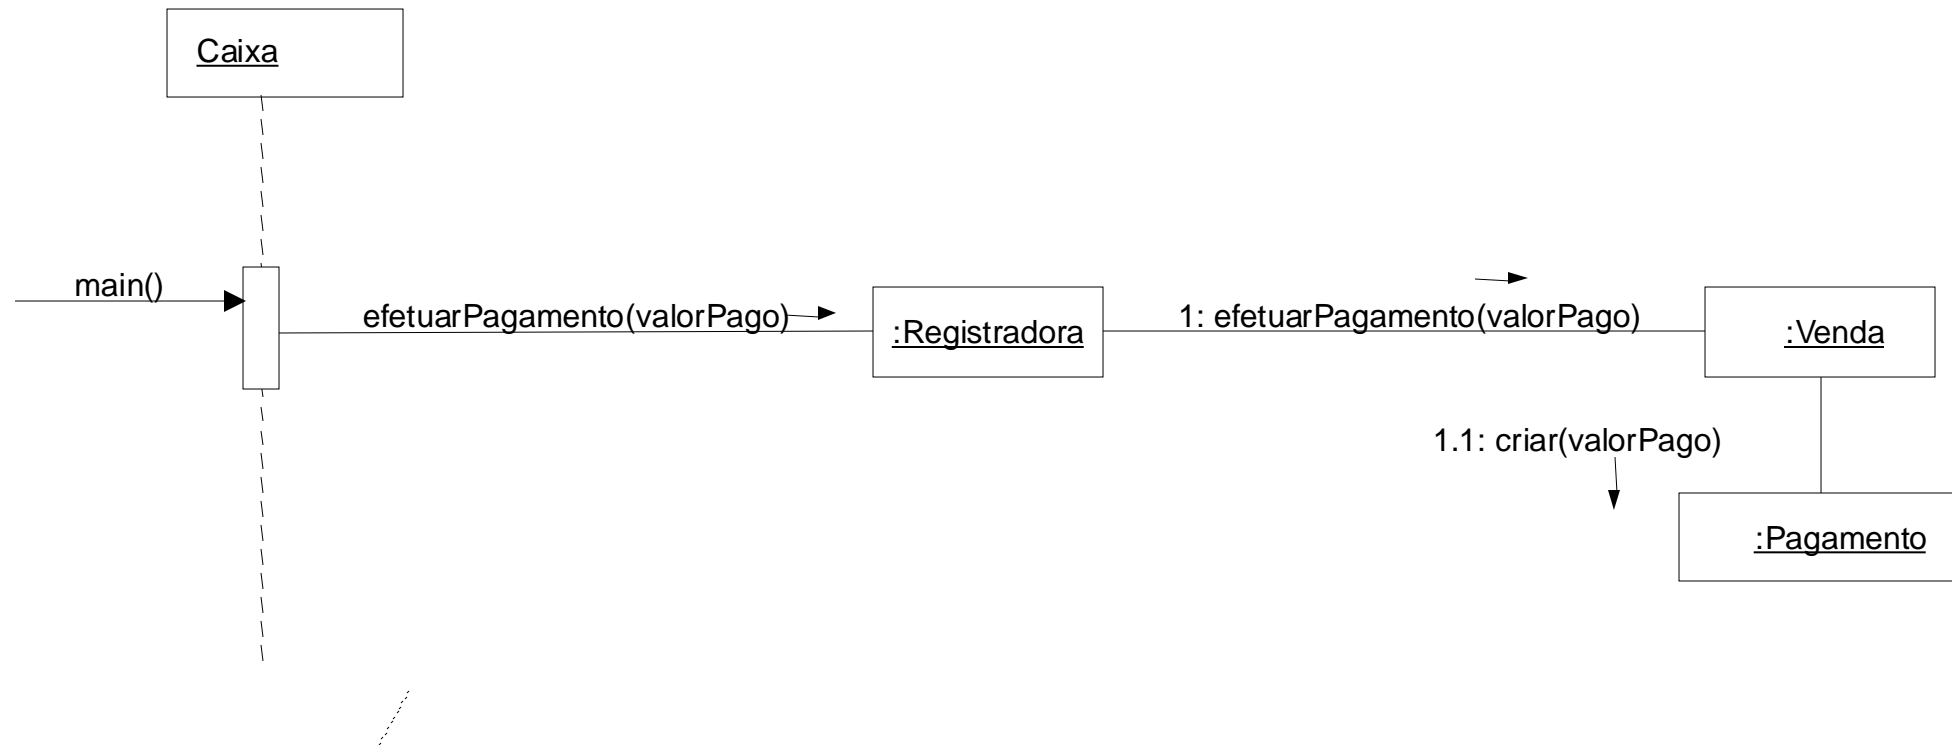 Caixa
main()
efetuarPagamento(valorPago)
:Registradora
1: efetuarPagamento(valorPago)
:Venda
1.1: criar(valorPago)
:Pagamento